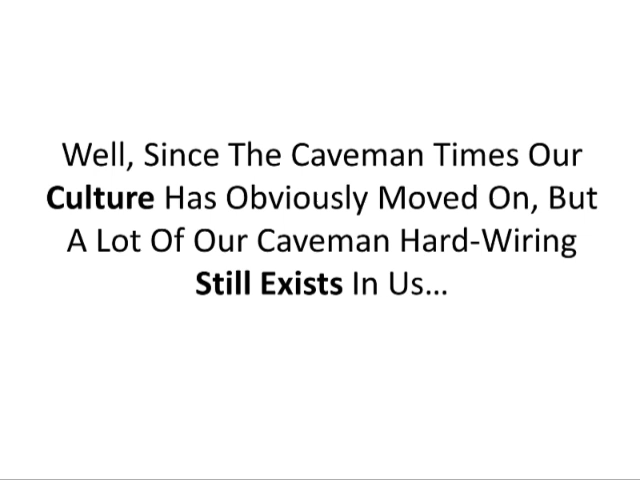 Well, Since The Caveman Times Our
Culture Has Obviously Moved On, But
A Lot Of Our Caveman Hard-Wiring
Still Exists In Us...